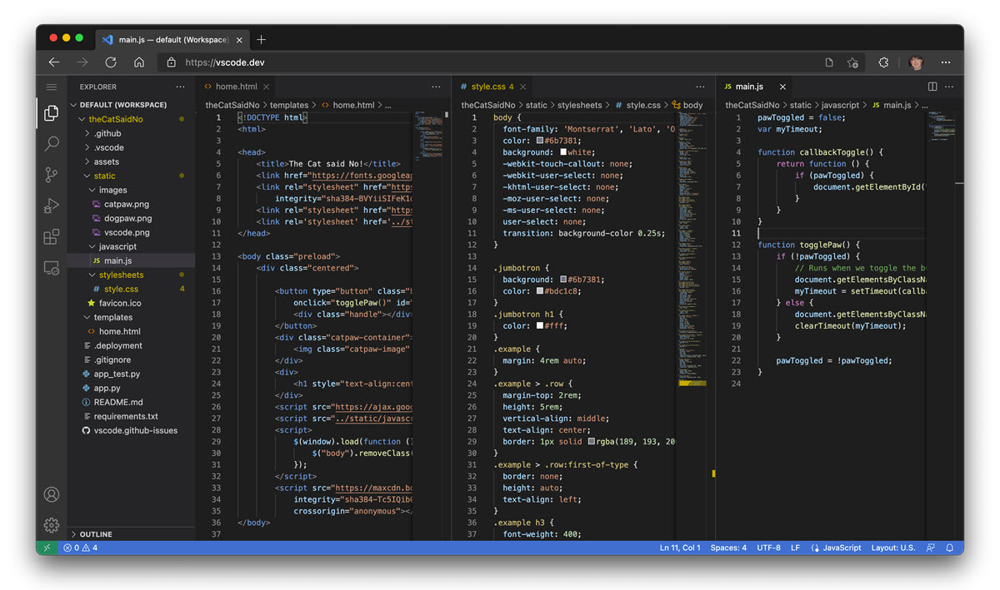 main.js — default (Workspace)
https://vscode.dev
EXPLORER
DEFAULT (WORKSPACE)
theCatSaidNo
.github
.vscode
assets
static
images
catpaw.png
dogpaw.png
vscode.png
javascript
JS main.js
stylesheets
# style.css 4
favicon.ico
templates
<> home.html
.deployment
.gitignore
app_test.py
app.py
README.md
requirements.txt
vscode.github-issues
OUTLINE
<> home.html
theCatSaidNo > templates > <> home.html > ...
1 <!DOCTYPE html>
2 <html>
3
4 <head>
5 <title>The Cat said No!</title>
6 <link href="https://fonts.googleap
7 <link rel="stylesheet" href="https
8 integrity="sha384-BVYiiSIFeK1d
9 <link rel="stylesheet" href="https
10 <link rel='stylesheet' href='../st
11 </head>
12
13 <body class="preload">
14 <div class="centered">
15
16 <button type="button" class="b
17 onclick="togglePaw()" id="
18 <div class="handle"></div>
19 </button>
20 <div class="catpaw-container">
21 <img class="catpaw-image"
22 </div>
23 <div>
24 <h1 style="text-align:cent
25 </div>
26 <script src="https://ajax.goog
27 <script src="../static/javascr
28 <script>
29 $(window).load(function ()
30 $("body").removeClass(
31 });
32 </script>
33 <script src="https://maxcdn.bo
34 integrity="sha384-Tc5IQib0
35 crossorigin="anonymous"></
36 </body>
37
# style.css 4
theCatSaidNo > static > stylesheets > # style.css > body
1 body {
2 font-family: 'Montserrat', 'Lato', 'O
3 color: #6b7381;
4 background: white;
5 -webkit-touch-callout: none;
6 -webkit-user-select: none;
7 -khtml-user-select: none;
8 -moz-user-select: none;
9 -ms-user-select: none;
10 user-select: none;
11 transition: background-color 0.25s;
12 }
13
14 .jumbotron {
15 background: #6b7381;
16 color: #bdc1c8;
17 }
18 .jumbotron h1 {
19 color: #fff;
20 }
21 .example {
22 margin: 4rem auto;
23 }
24 .example > .row {
25 margin-top: 2rem;
26 height: 5rem;
27 vertical-align: middle;
28 text-align: center;
29 border: 1px solid rgba(189, 193, 20
30 }
31 .example > .row:first-of-type {
32 border: none;
33 height: auto;
34 text-align: left;
35 }
36 .example h3 {
37 font-weight: 400;
JS main.js
theCatSaidNo > static > javascript > JS main.js > ...
1 pawToggled = false;
2 var myTimeout;
3
4 function callbackToggle() {
5 return function () {
6 if (pawToggled) {
7 document.getElementById("
8 }
9 }
10 }
11
12 function togglePaw() {
13 if (!pawToggled) {
14 // Runs when we toggle the bu
15 document.getElementsByClassNa
16 myTimeout = setTimeout(callba
17 } else {
18 document.getElementsByClassNa
19 clearTimeout(myTimeout);
20 }
21
22 pawToggled = !pawToggled;
23 }
24
0 4
Ln 11, Col 1 Spaces: 4 UTF-8 LF JavaScript Layout: U.S.